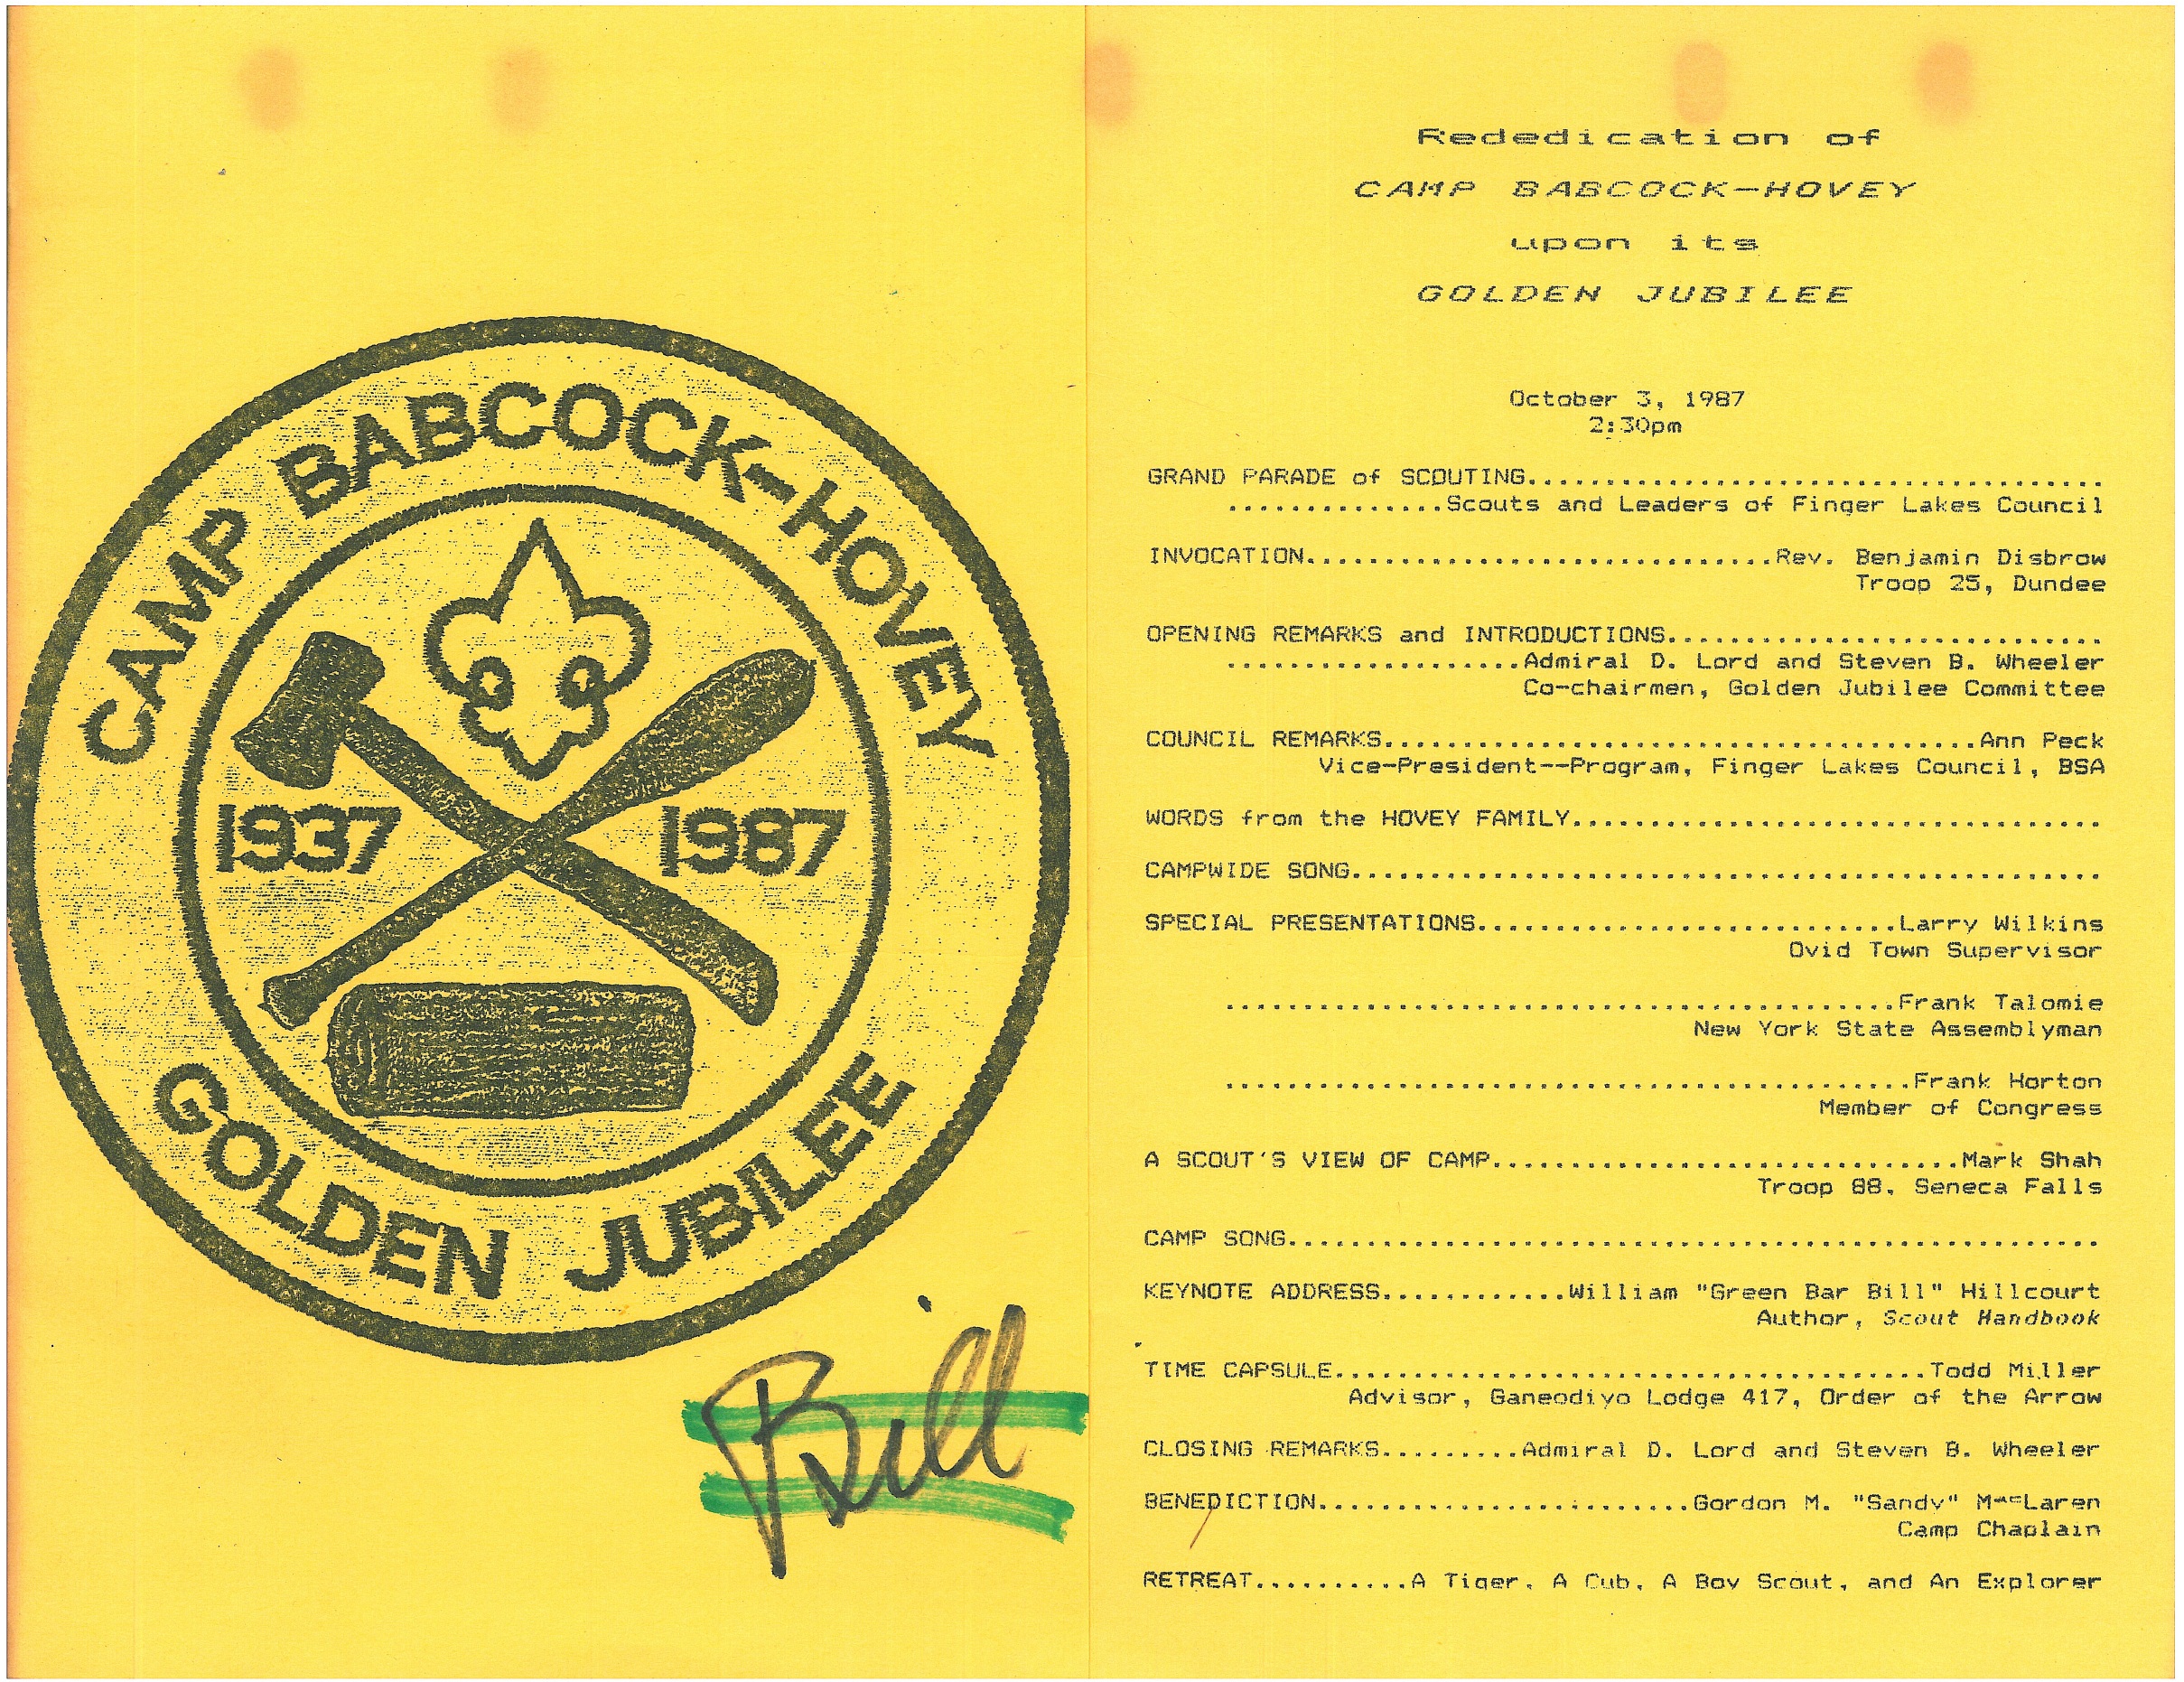 CAMP BABCOCK-HOVEY
1937 1987
GOLDEN JUBILEE
Bill
Rededication of
CAMP BABCOCK-HOVEY
upon its
GOLDEN JUBILEE
October 3, 1987
2:30pm
GRAND PARADE of SCOUTING.....................................
..............Scouts and Leaders of Finger Lakes Council
INVOCATION..............................Rev. Benjamin Disbrow
Troop 25, Dundee
OPENING REMARKS and INTRODUCTIONS............................
...................Admiral D. Lord and Steven B. Wheeler
Co-chairmen, Golden Jubilee Committee
COUNCIL REMARKS......................................Ann Peck
Vice-President--Program, Finger Lakes Council, BSA
WORDS from the HOVEY FAMILY..................................
CAMPWIDE SONG................................................
SPECIAL PRESENTATIONS...........................Larry Wilkins
Ovid Town Supervisor
...........................................Frank Talomie
New York State Assemblyman
............................................Frank Horton
Member of Congress
A SCOUT'S VIEW OF CAMP..............................Mark Shah
Troop 88, Seneca Falls
CAMP SONG....................................................
KEYNOTE ADDRESS............William "Green Bar Bill" Hillcourt
Author, Scout Handbook
TIME CAPSULE......................................Todd Miller
Advisor, Ganeodiyo Lodge 417, Order of the Arrow
CLOSING REMARKS.........Admiral D. Lord and Steven B. Wheeler
BENEDICTION........................Gordon M. "Sandy" MacLaren
Camp Chaplain
RETREAT..........A Tiger, A Cub, A Boy Scout, and An Explorer